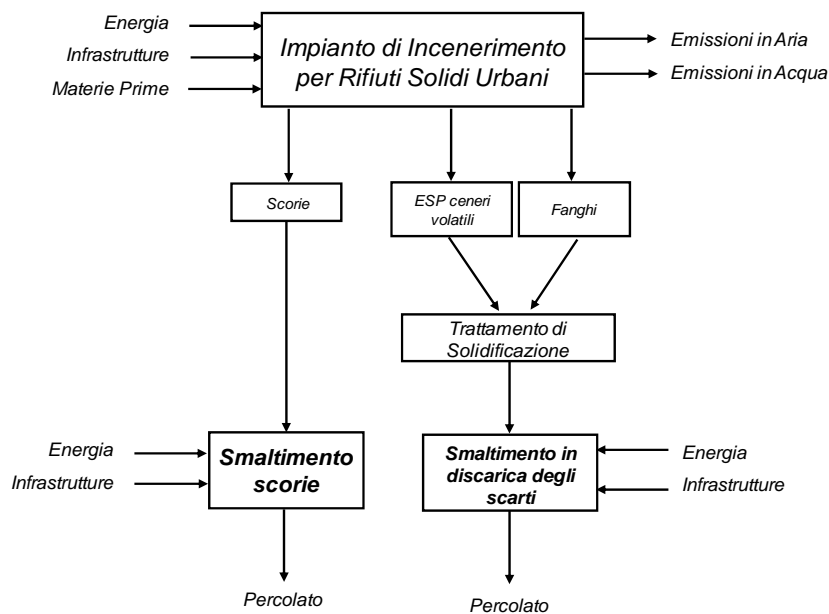 Energia
Infrastrutture
Materie Prime
Impianto di Incenerimento
per Rifiuti Solidi Urbani
Emissioni in Aria
Emissioni in Acqua
Scorie
ESP ceneri
volatili
Fanghi
Trattamento di
Solidificazione
Energia
Infrastrutture
Smaltimento
scorie
Smaltimento in
discarica degli
scarti
Energia
Infrastrutture
Percolato
Percolato